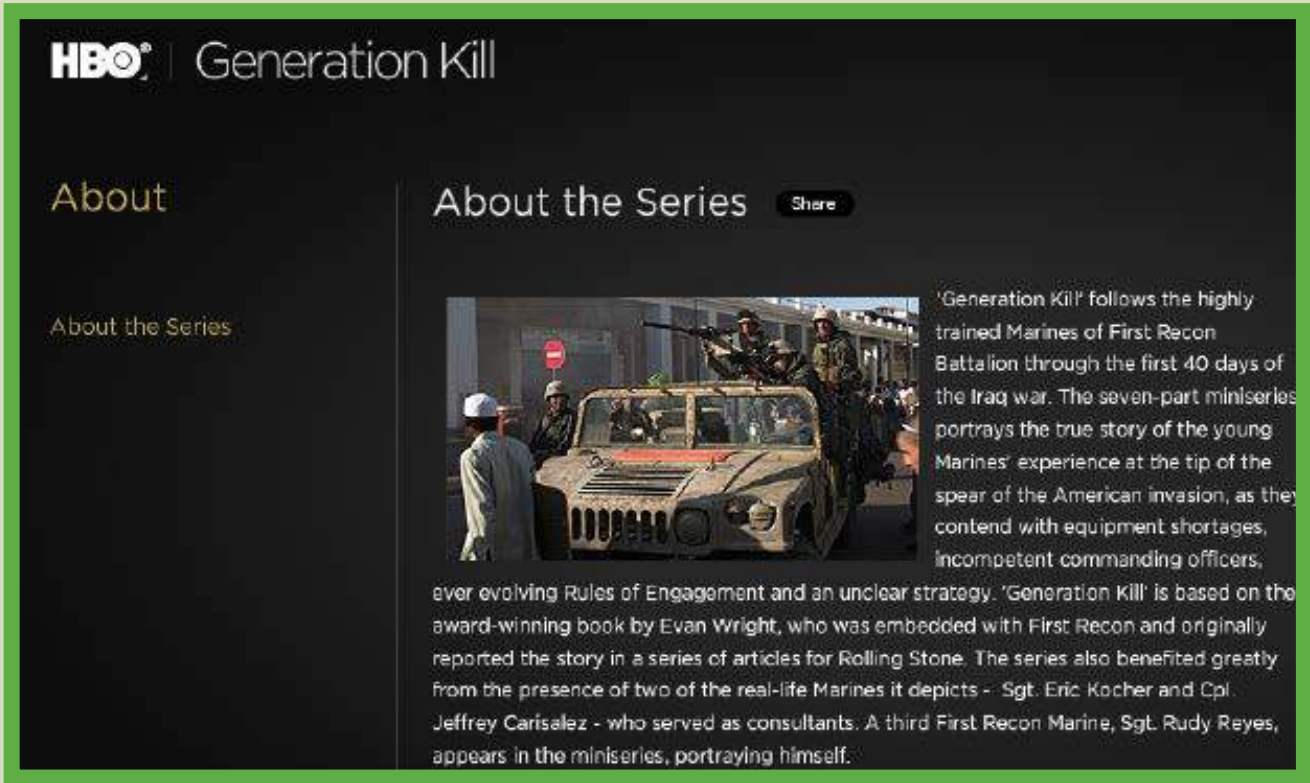 HBO® | Generation Kill
About
About the Series
About the Series Share
'Generation Kill' follows the highly
trained Marines of First Recon
Battalion through the first 40 days of
the Iraq war. The seven-part miniseries
portrays the true story of the young
Marines' experience at the tip of the
spear of the American invasion, as they
contend with equipment shortages,
incompetent commanding officers,
ever evolving Rules of Engagement and an unclear strategy. 'Generation Kill' is based on the
award-winning book by Evan Wright, who was embedded with First Recon and originally
reported the story in a series of articles for Rolling Stone. The series also benefited greatly
from the presence of two of the real-life Marines it depicts - Sgt. Eric Kocher and Cpl.
Jeffrey Carisalez - who served as consultants. A third First Recon Marine, Sgt. Rudy Reyes,
appears in the miniseries, portraying himself.